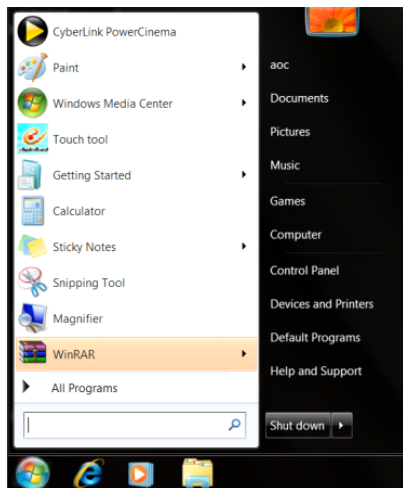 CyberLink PowerCinema
Paint
Windows Media Center
Touch tool
Getting Started
Calculator
Sticky Notes
Snipping Tool
Magnifier
WinRAR
All Programs
aoc
Documents
Pictures
Music
Games
Computer
Control Panel
Devices and Printers
Default Programs
Help and Support
Shut down